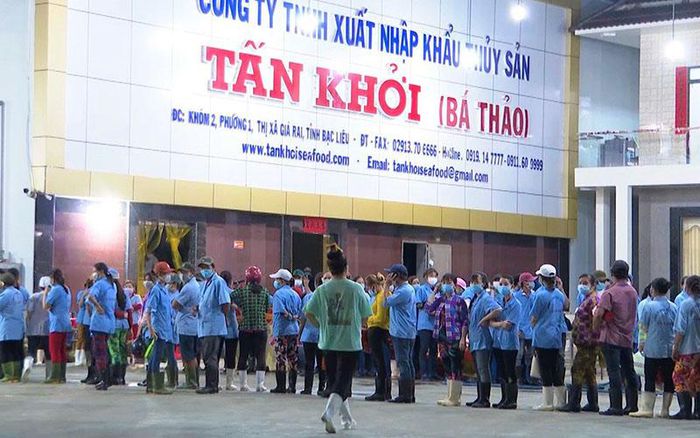 CÔNG TY TNHH XUẤT NHẬP KHẨU THỦY SẢN
TẤN KHỞI (BÁ THẢO)
ĐC: KHÓM 2, PHƯỜNG 1, THỊ XÃ GIÁ RAI, TỈNH BẠC LIÊU - ĐT - FAX: 02913.70 6666 - Hotline: 0919. 14 7777-0911.60 9999
www.tankhoiseafood.com - Email: tankhoiseafood@gmail.com